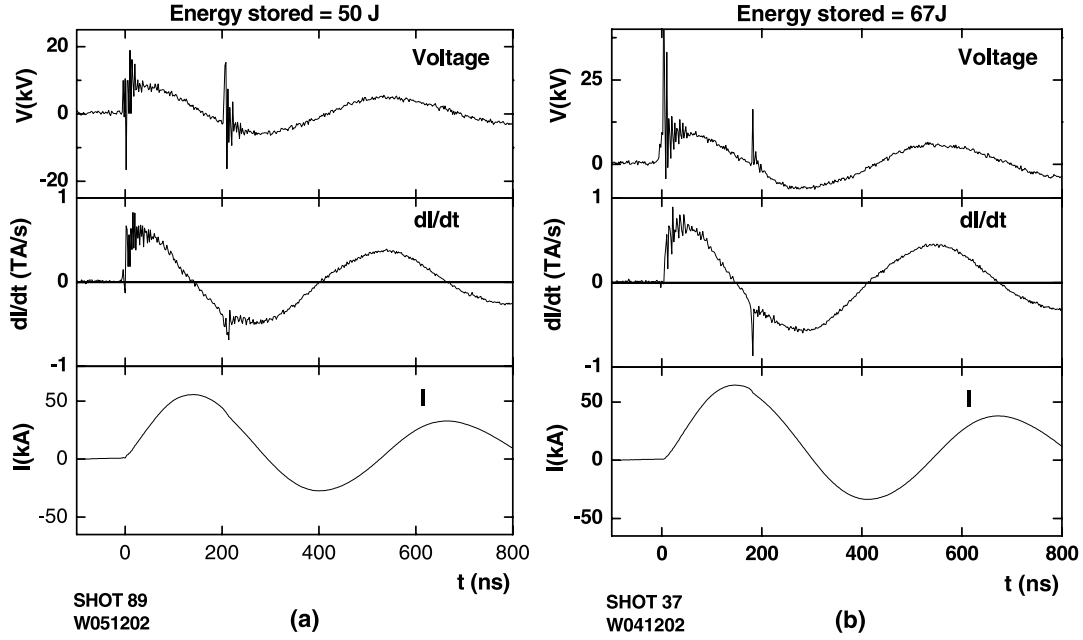 Energy stored = 50 J
V(kV)
20
0
-20
Voltage
dI/dt (TA/s)
1
0
-1
dI/dt
I(kA)
50
0
-50
I
0 200 400 600 800
t (ns)
SHOT 89
W051202
(a)
Energy stored = 67J
V(kV)
25
0
Voltage
dI/dt (TA/s)
1
0
-1
dI/dt
I(kA)
50
0
-50
I
0 200 400 600 800
t (ns)
SHOT 37
W041202
(b)